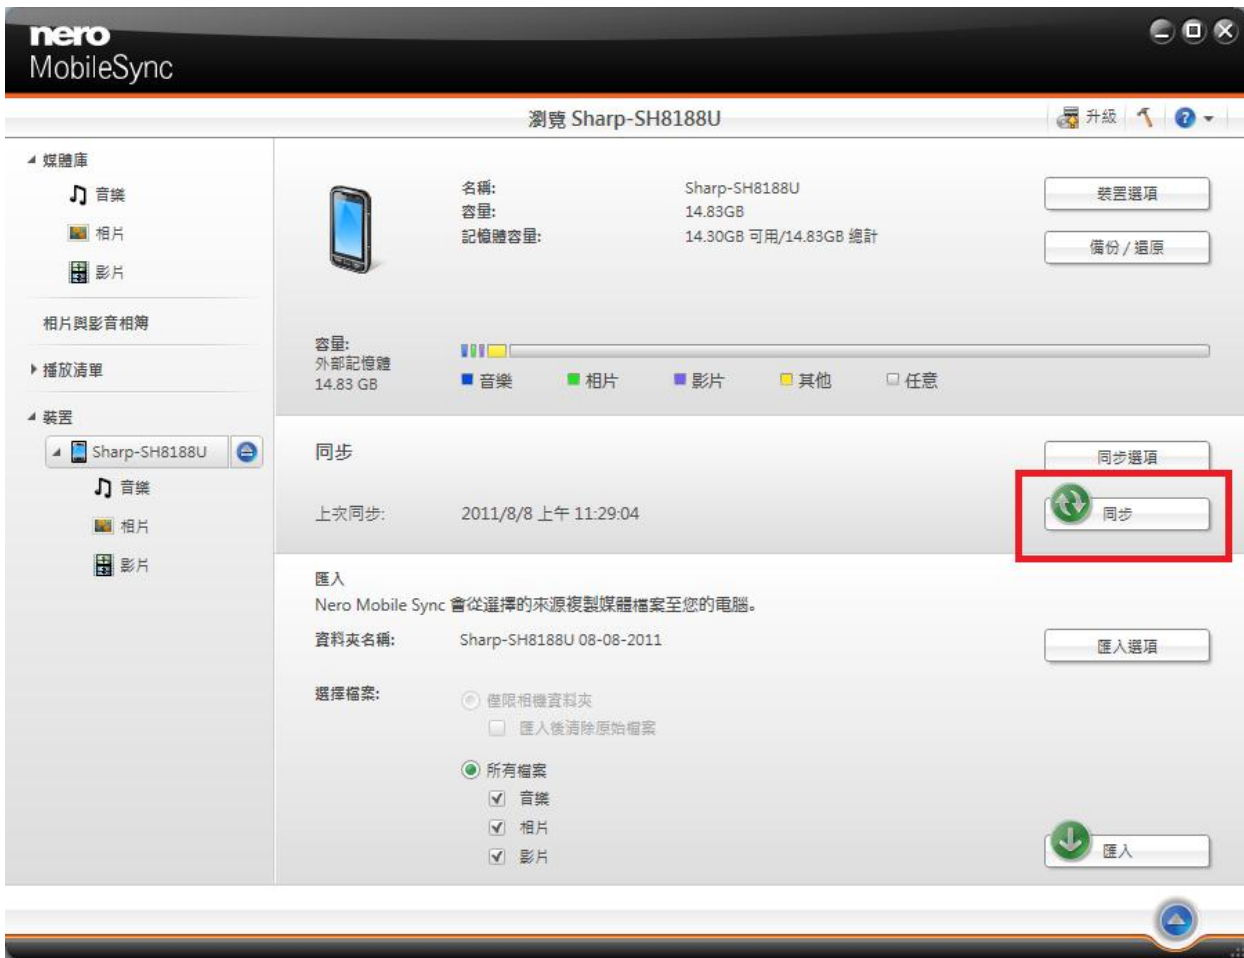 nero
MobileSync
瀏覽 Sharp-SH8188U
升級
媒體庫
音樂
相片
影片
相片與影音相簿
播放清單
裝置
Sharp-SH8188U
音樂
相片
影片
名稱: Sharp-SH8188U
容量: 14.83GB
記憶體容量: 14.30GB 可用/14.83GB 總計
裝置選項
備份 / 還原
容量:
外部記憶體
14.83 GB
音樂 相片 影片 其他 任意
同步
同步選項
上次同步: 2011/8/8 上午 11:29:04
同步
匯入
Nero Mobile Sync 會從選擇的來源複製媒體檔案至您的電腦。
資料夾名稱: Sharp-SH8188U 08-08-2011
匯入選項
選擇檔案: 僅限相機資料夾
匯入後清除原始檔案
所有檔案
音樂
相片
影片
匯入